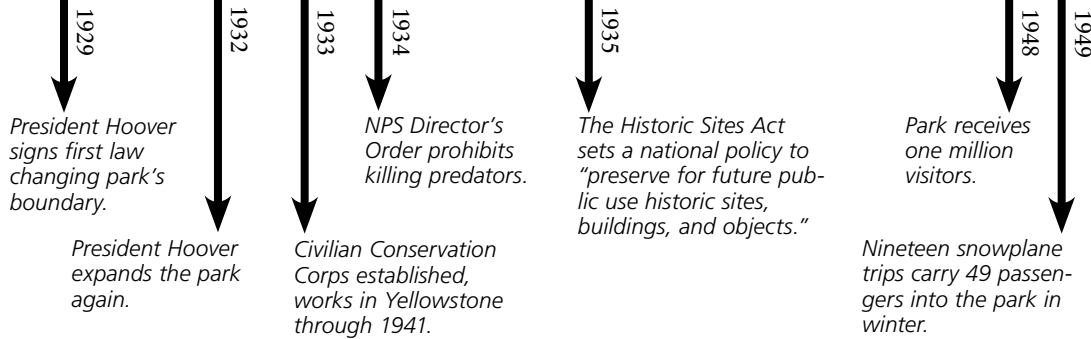 1929
President Hoover
signs first law
changing park's
boundary.
1932
President Hoover
expands the park
again.
1933
Civilian Conservation
Corps established,
works in Yellowstone
through 1941.
1934
NPS Director's
Order prohibits
killing predators.
1935
The Historic Sites Act
sets a national policy to
“preserve for future pub-
lic use historic sites,
buildings, and objects.”
1948
Park receives
one million
visitors.
1949
Nineteen snowplane
trips carry 49 passen-
gers into the park in
winter.